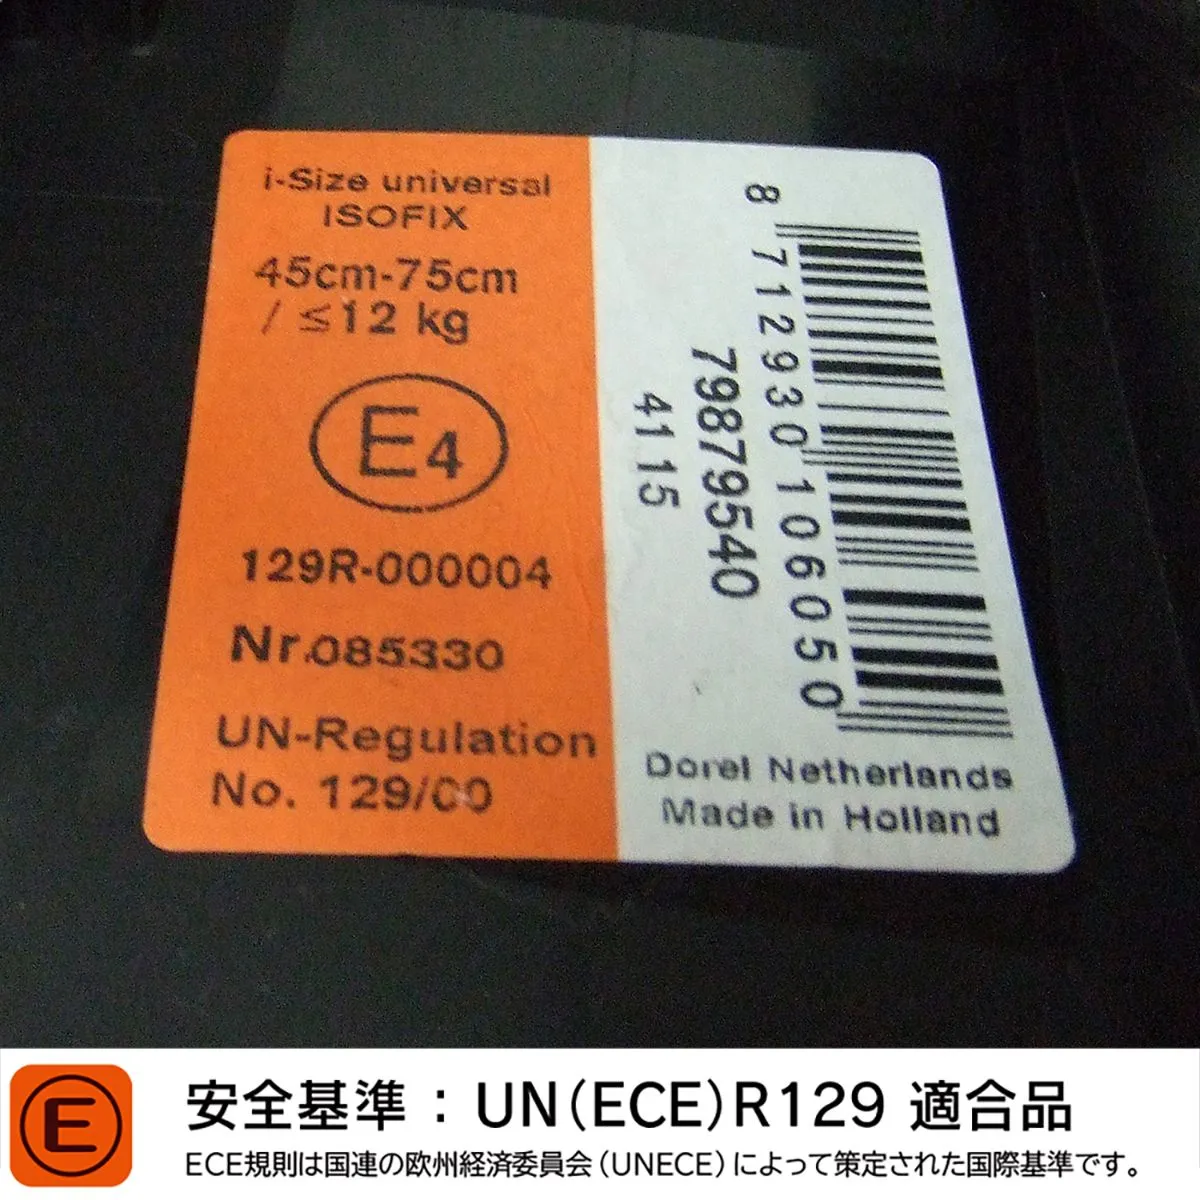 i-Size universal
ISOFIX
45cm-75cm
/ ≤12 kg
E4
129R-000004
Nr.085330
UN-Regulation
No. 129/00
8 712930 106050
79879540
4115
Dorel Netherlands
Made in Holland
E
安全基準：UN(ECE)R129 適合品
ECE規則は国連の欧州経済委員会（UNECE）によって策定された国際基準です。